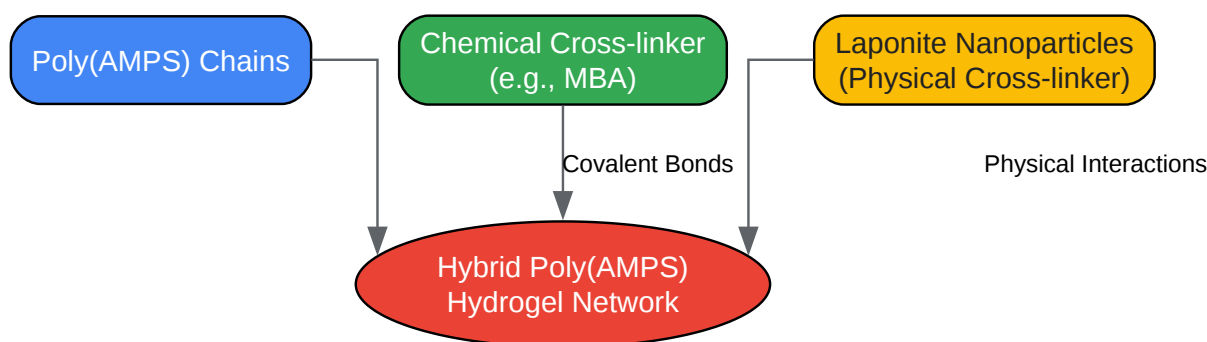 Poly(AMPS) Chains
Chemical Cross-linker
(e.g., MBA)
Laponite Nanoparticles
(Physical Cross-linker)
Covalent Bonds
Physical Interactions
Hybrid Poly(AMPS)
Hydrogel Network